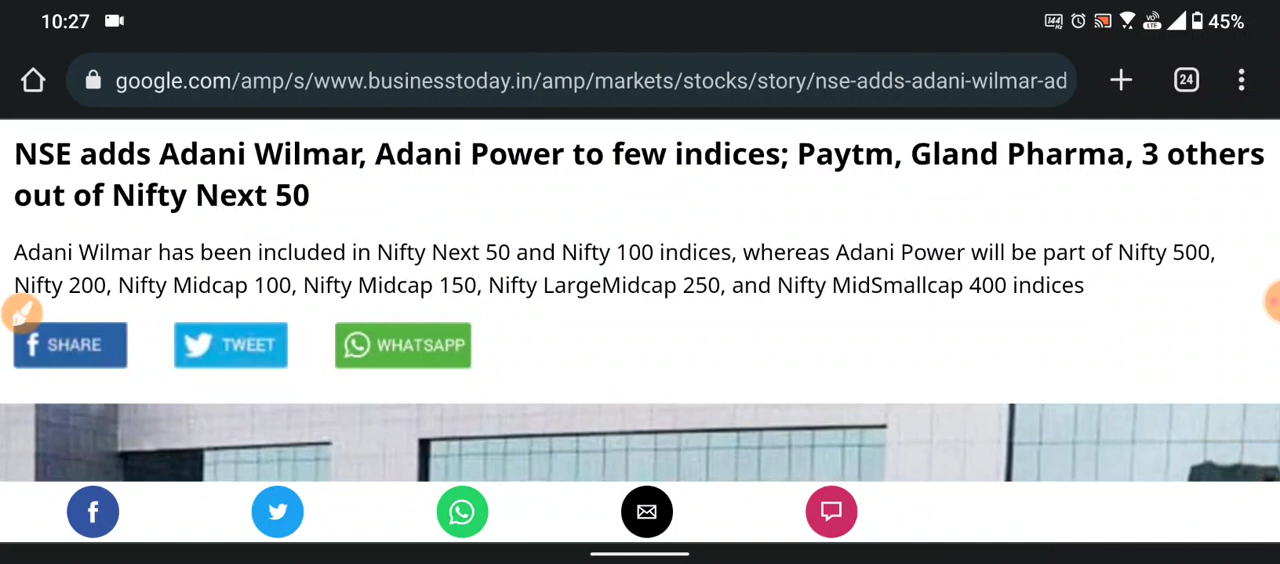 10:27 144 Hz VO LTE 45%
google.com/amp/s/www.businesstoday.in/amp/markets/stocks/story/nse-adds-adani-wilmar-ad 24
NSE adds Adani Wilmar, Adani Power to few indices; Paytm, Gland Pharma, 3 others
out of Nifty Next 50
Adani Wilmar has been included in Nifty Next 50 and Nifty 100 indices, whereas Adani Power will be part of Nifty 500,
Nifty 200, Nifty Midcap 100, Nifty Midcap 150, Nifty LargeMidcap 250, and Nifty MidSmallcap 400 indices
f SHARE TWEET WHATSAPP
f